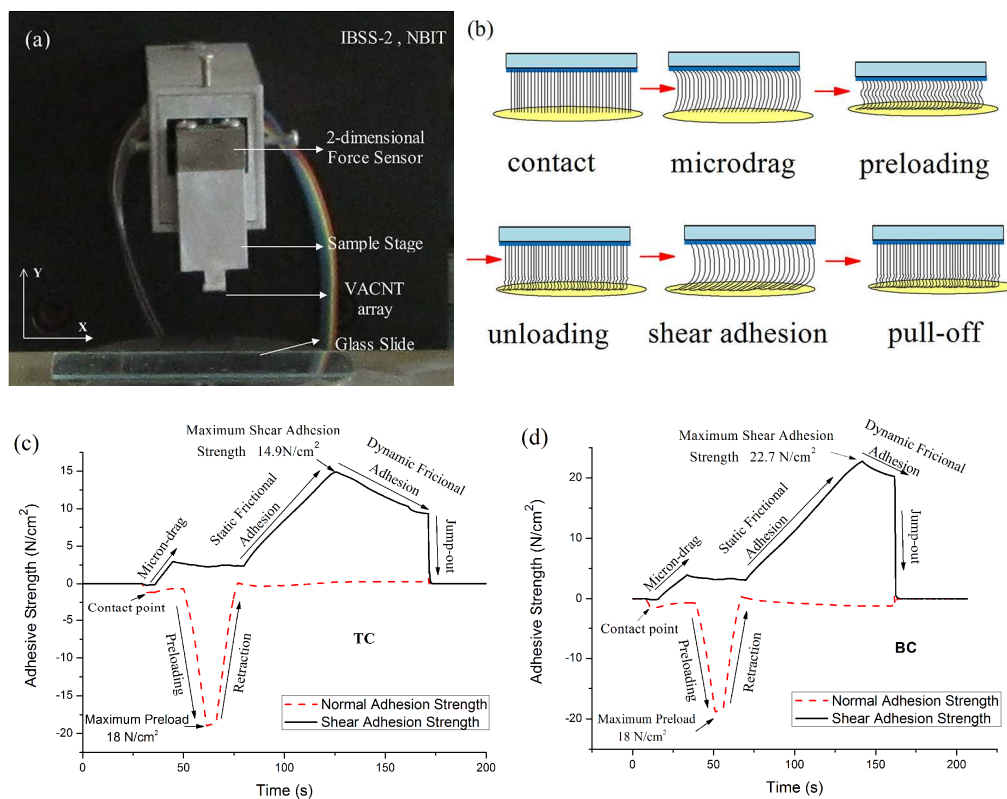 (a)
IBSS-2 , NBIT
2-dimensional
Force Sensor
Sample Stage
VACNT
array
Glass Slide
Y
X
(b)
contact
microdrag
preloading
unloading
shear adhesion
pull-off
(c)
Maximum Shear Adhesion
Strength 14.9N/cm²
Dynamic Fricional
Adhesion
Static Frictional
Adhesion
Micron-drag
Jump-out
Contact point
Preloading
Retraction
TC
Maximum Preload
18 N/cm²
Normal Adhesion Strength
Shear Adhesion Strength
Adhesive Strength (N/cm²)
15
10
5
0
-5
-10
-15
-20
0
50
100
150
200
Time (s)
(d)
Maximum Shear Adhesion
Strength 22.7 N/cm²
Dynamic Fricional
Adhesion
Static Frictional
Adhesion
Micron-drag
Jump-out
Contact point
Preloading
Retraction
BC
Maximum Preload
18 N/cm²
Normal Adhesion Strength
Shear Adhesion Strength
Adhesive Strength (N/cm²)
20
10
0
-10
-20
0
50
100
150
200
Time (s)